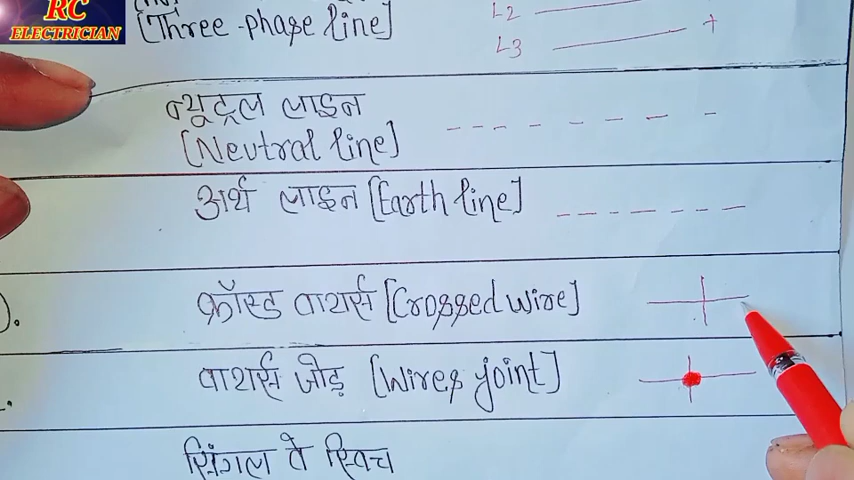 RC
ELECTRICIAN
[Three-phase line]
L2
L3
न्यूट्रल लाइन
[Neutral line]
अर्थ लाइन [Earth line]
क्रॉस्ड वायर्स [Crossed wire]
वायर्स जोड़ [Wires joint]
सिंगल वे स्विच